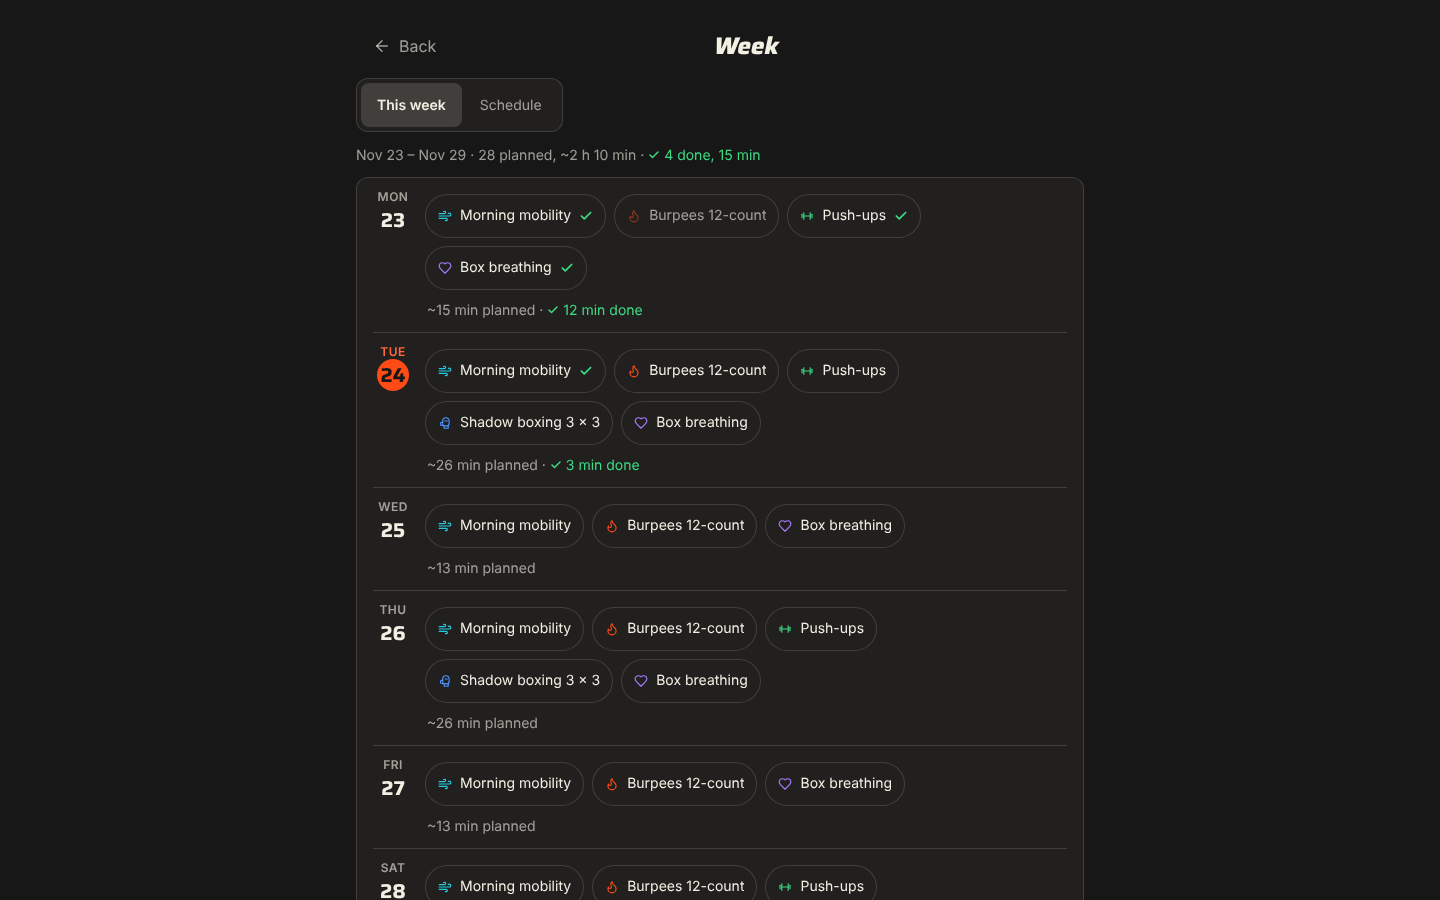 Back
Week
This week
Schedule
Nov 23 – Nov 29 · 28 planned, ~2 h 10 min · ✓ 4 done, 15 min
MON
23
Morning mobility ✓
Burpees 12-count
Push-ups ✓
Box breathing ✓
~15 min planned · ✓ 12 min done
TUE
24
Morning mobility ✓
Burpees 12-count
Push-ups
Shadow boxing 3 × 3
Box breathing
~26 min planned · ✓ 3 min done
WED
25
Morning mobility
Burpees 12-count
Box breathing
~13 min planned
THU
26
Morning mobility
Burpees 12-count
Push-ups
Shadow boxing 3 × 3
Box breathing
~26 min planned
FRI
27
Morning mobility
Burpees 12-count
Box breathing
~13 min planned
SAT
28
Morning mobility
Burpees 12-count
Push-ups